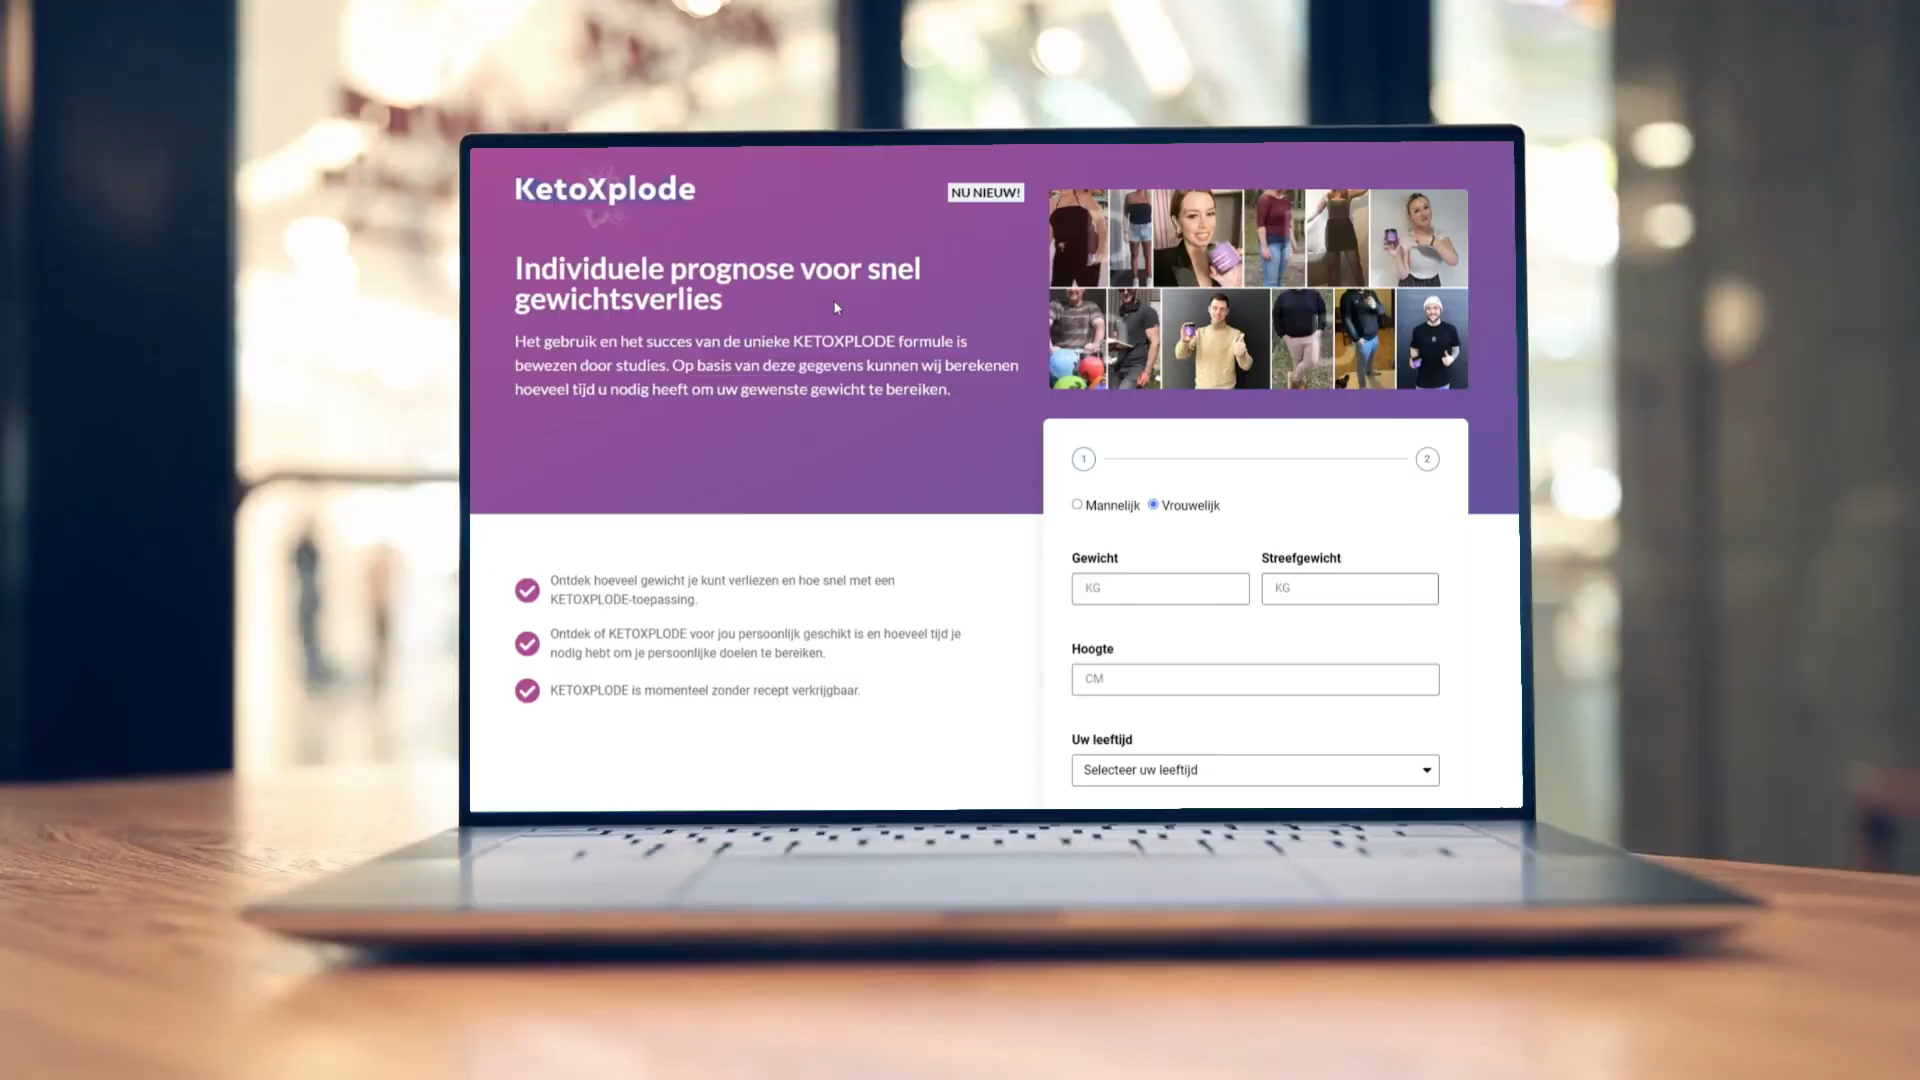 KetoXplode
NU NIEUW!
Individuele prognose voor snel
gewichtsverlies
Het gebruik en het succes van de unieke KETOXPLODE formule is
bewezen door studies. Op basis van deze gegevens kunnen wij berekenen
hoeveel tijd u nodig heeft om uw gewenste gewicht te bereiken.
Ontdek hoeveel gewicht je kunt verliezen en hoe snel met een
KETOXPLODE-toepassing.
Ontdek of KETOXPLODE voor jou persoonlijk geschikt is en hoeveel tijd je
nodig hebt om je persoonlijke doelen te bereiken.
KETOXPLODE is momenteel zonder recept verkrijgbaar.
1
2
Mannelijk Vrouwelijk
Gewicht Streefgewicht
KG KG
Hoogte
CM
Uw leeftijd
Selecteer uw leeftijd